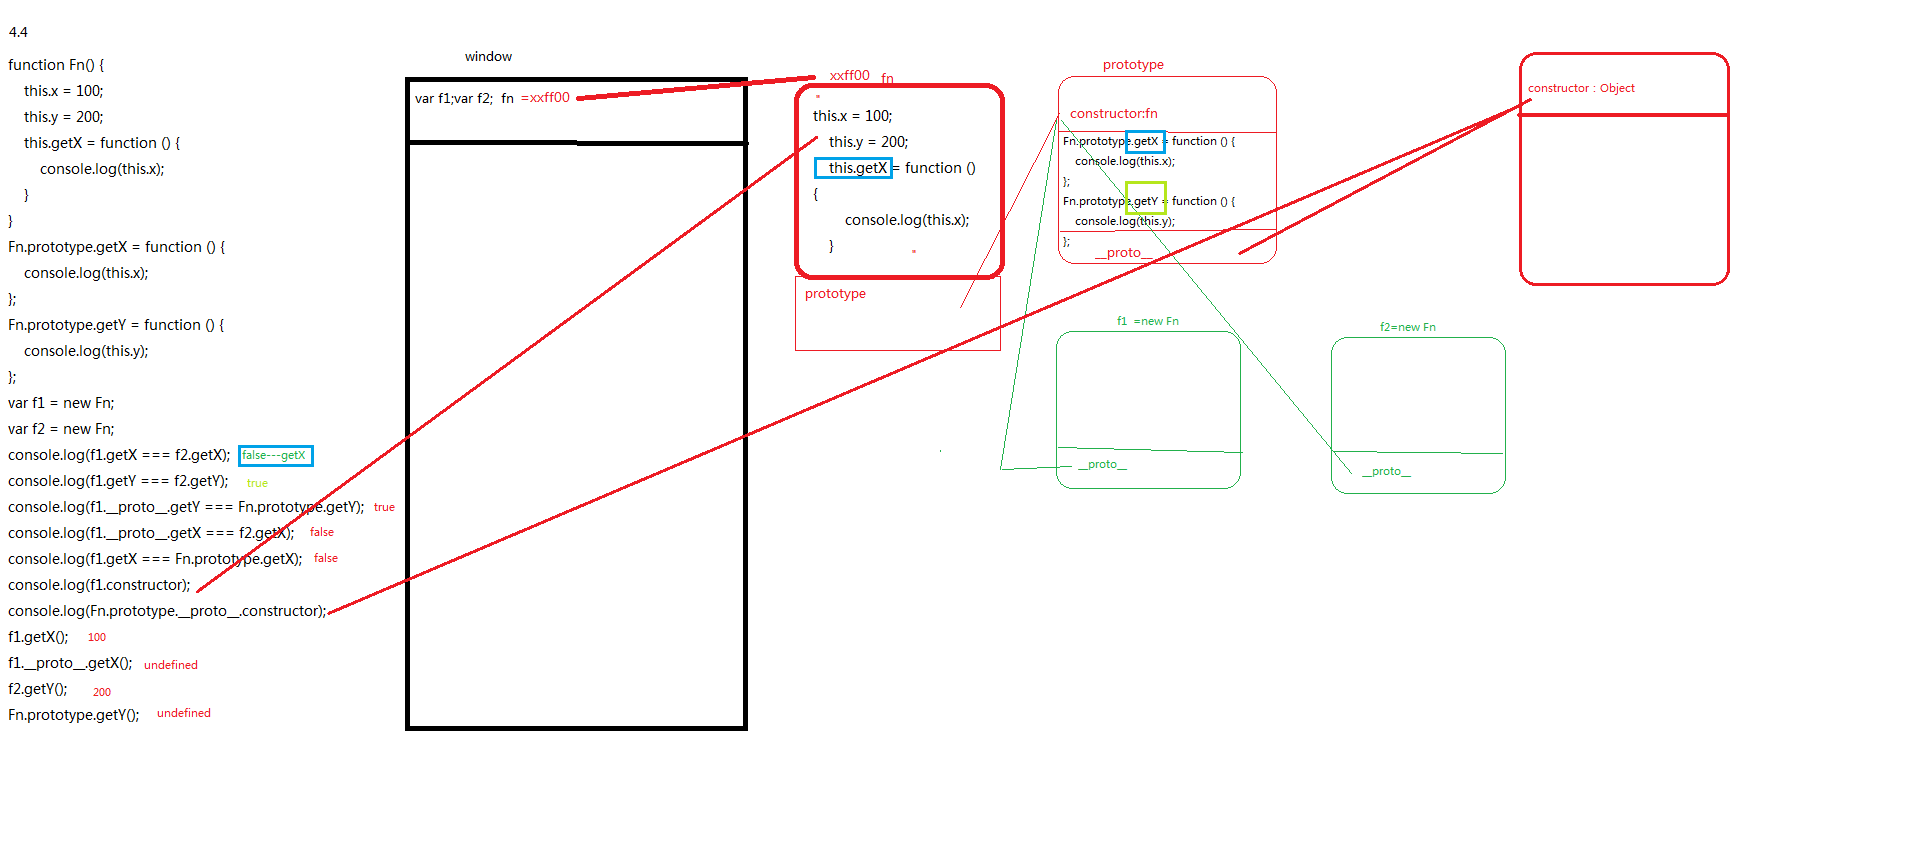 4.4
function Fn() {
this.x = 100;
this.y = 200;
this.getX = function () {
console.log(this.x);
}
}
Fn.prototype.getX = function () {
console.log(this.x);
};
Fn.prototype.getY = function () {
console.log(this.y);
};
var f1 = new Fn;
var f2 = new Fn;
console.log(f1.getX === f2.getX); false---getX
console.log(f1.getY === f2.getY); true
console.log(f1.__proto__.getY === Fn.prototype.getY); true
console.log(f1.__proto__.getX === f2.getX); false
console.log(f1.getX === Fn.prototype.getX); false
console.log(f1.constructor);
console.log(Fn.prototype.__proto__.constructor);
f1.getX(); 100
f1.__proto__.getX(); undefined
f2.getY(); 200
Fn.prototype.getY(); undefined
window
var f1;var f2; fn =xxff00
xxff00 fn
this.x = 100;
this.y = 200;
this.getX = function ()
{
console.log(this.x);
}
prototype
prototype
constructor:fn
Fn.prototype.getX = function () {
console.log(this.x);
};
Fn.prototype.getY = function () {
console.log(this.y);
};
__proto__
f1 =new Fn
__proto__
f2=new Fn
__proto__
constructor : Object